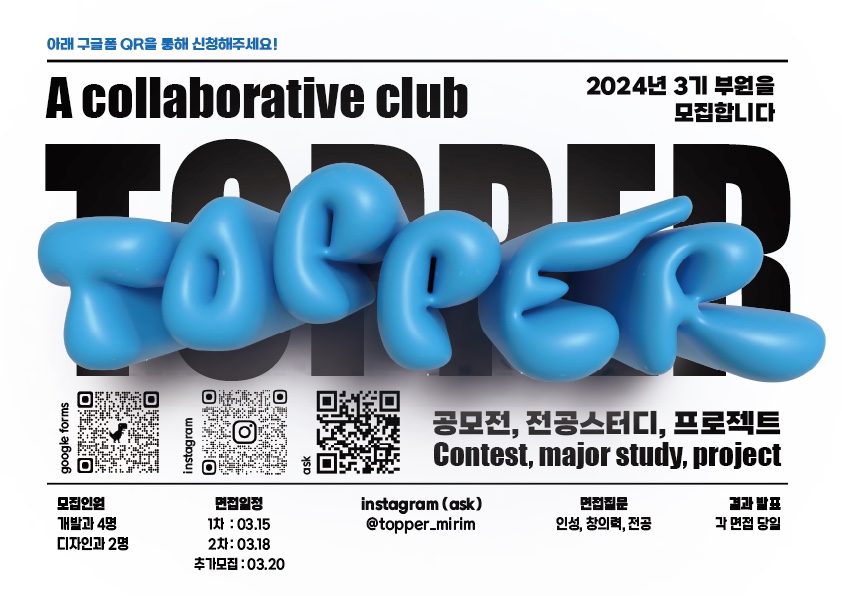 아래 구글폼 QR을 통해 신청해주세요!
A collaborative club
2024년 3기 부원을
모집합니다
TOPPER
TOPPER
google forms
instagram
ask
공모전, 전공스터디, 프로젝트
Contest, major study, project
모집인원
개발과 4명
디자인과 2명
면접일정
1차 : 03.15
2차 : 03.18
추가모집 : 03.20
instagram ( ask )
@topper_mirim
면접질문
인성, 창의력, 전공
결과 발표
각 면접 당일